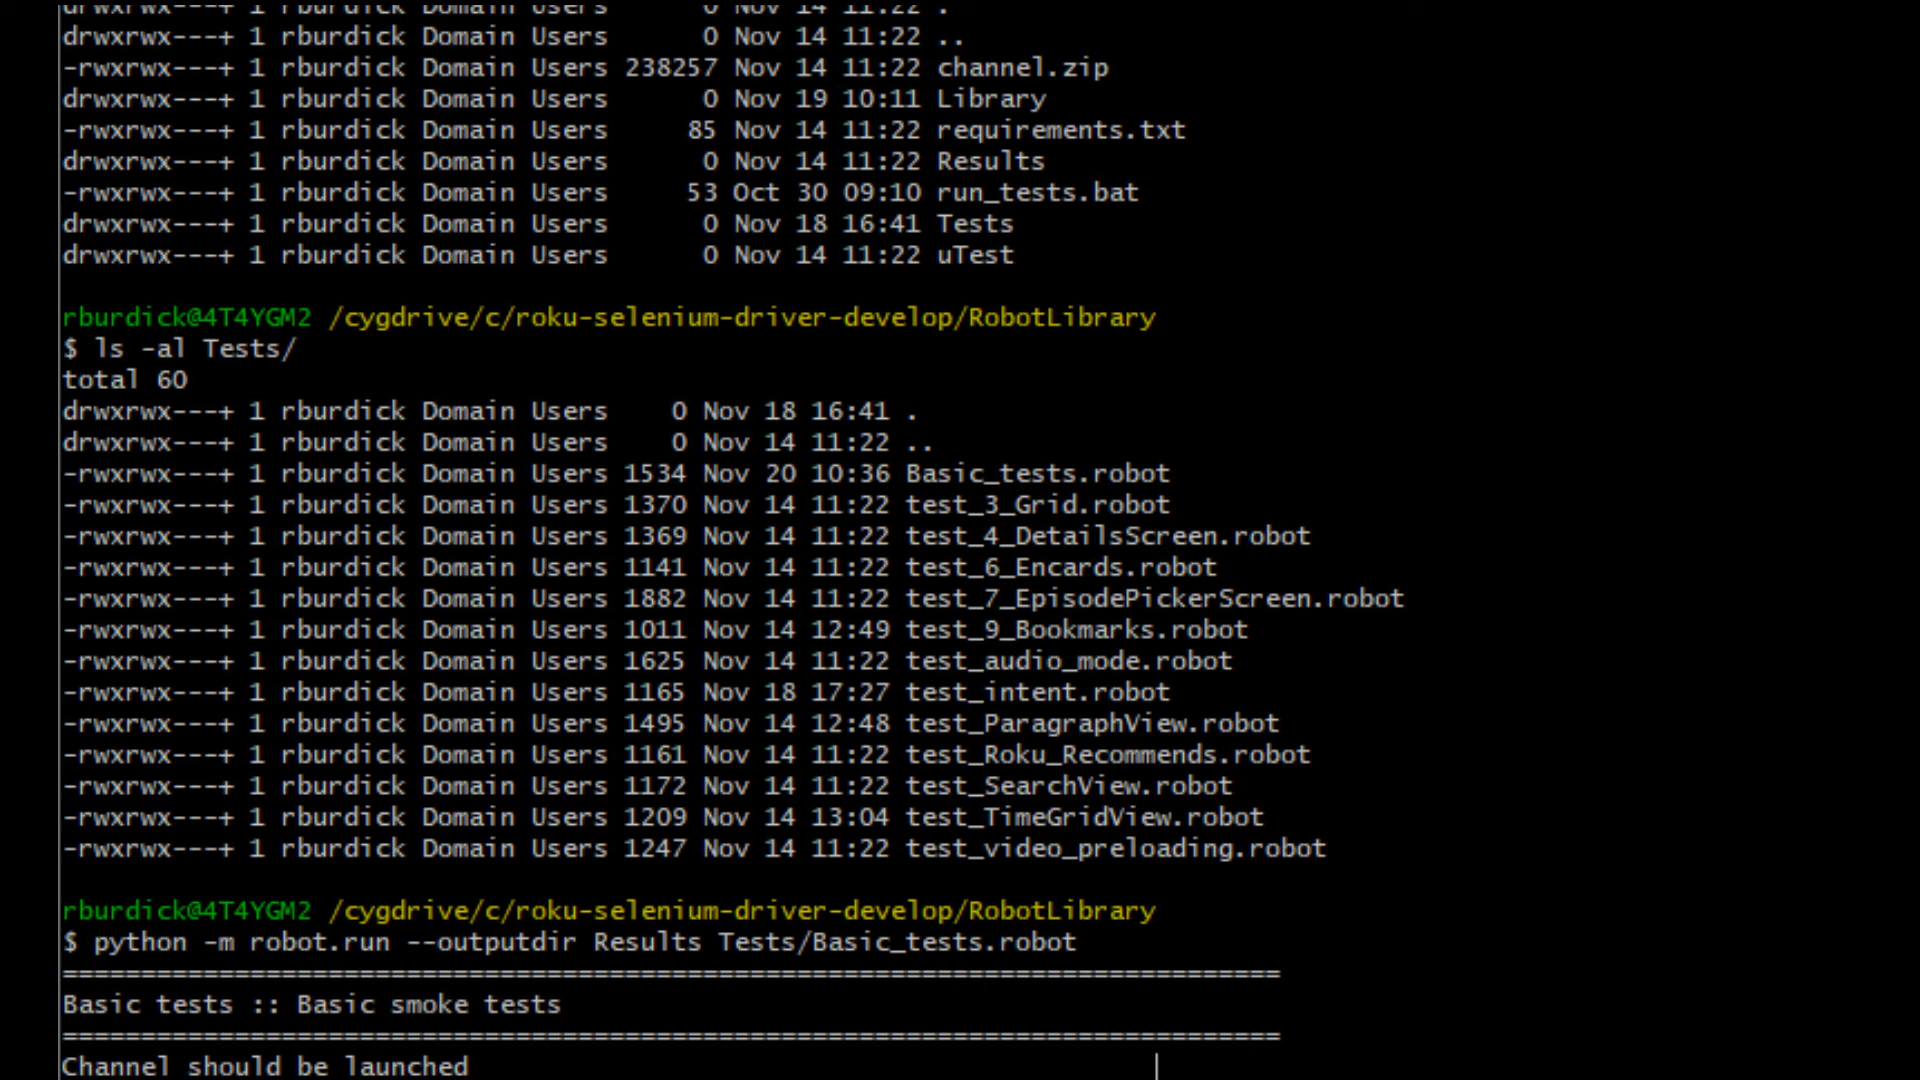 drwxrwx---+ 1 rburdick Domain Users      0 Nov 14 11:22 .
drwxrwx---+ 1 rburdick Domain Users      0 Nov 14 11:22 ..
-rwxrwx---+ 1 rburdick Domain Users 238257 Nov 14 11:22 channel.zip
drwxrwx---+ 1 rburdick Domain Users      0 Nov 19 10:11 Library
-rwxrwx---+ 1 rburdick Domain Users     85 Nov 14 11:22 requirements.txt
drwxrwx---+ 1 rburdick Domain Users      0 Nov 14 11:22 Results
-rwxrwx---+ 1 rburdick Domain Users     53 Oct 30 09:10 run_tests.bat
drwxrwx---+ 1 rburdick Domain Users      0 Nov 18 16:41 Tests
drwxrwx---+ 1 rburdick Domain Users      0 Nov 14 11:22 uTest
rburdick@4T4YGM2 /cygdrive/c/roku-selenium-driver-develop/RobotLibrary
$ ls -al Tests/
total 60
drwxrwx---+ 1 rburdick Domain Users    0 Nov 18 16:41 .
drwxrwx---+ 1 rburdick Domain Users    0 Nov 14 11:22 ..
-rwxrwx---+ 1 rburdick Domain Users 1534 Nov 20 10:36 Basic_tests.robot
-rwxrwx---+ 1 rburdick Domain Users 1370 Nov 14 11:22 test_3_Grid.robot
-rwxrwx---+ 1 rburdick Domain Users 1369 Nov 14 11:22 test_4_DetailsScreen.robot
-rwxrwx---+ 1 rburdick Domain Users 1141 Nov 14 11:22 test_6_Encards.robot
-rwxrwx---+ 1 rburdick Domain Users 1882 Nov 14 11:22 test_7_EpisodePickerScreen.robot
-rwxrwx---+ 1 rburdick Domain Users 1011 Nov 14 12:49 test_9_Bookmarks.robot
-rwxrwx---+ 1 rburdick Domain Users 1625 Nov 14 11:22 test_audio_mode.robot
-rwxrwx---+ 1 rburdick Domain Users 1165 Nov 18 17:27 test_intent.robot
-rwxrwx---+ 1 rburdick Domain Users 1495 Nov 14 12:48 test_ParagraphView.robot
-rwxrwx---+ 1 rburdick Domain Users 1161 Nov 14 11:22 test_Roku_Recommends.robot
-rwxrwx---+ 1 rburdick Domain Users 1172 Nov 14 11:22 test_SearchView.robot
-rwxrwx---+ 1 rburdick Domain Users 1209 Nov 14 13:04 test_TimeGridView.robot
-rwxrwx---+ 1 rburdick Domain Users 1247 Nov 14 11:22 test_video_preloading.robot
rburdick@4T4YGM2 /cygdrive/c/roku-selenium-driver-develop/RobotLibrary
$ python -m robot.run --outputdir Results Tests/Basic_tests.robot
==============================================================================
Basic tests :: Basic smoke tests
==============================================================================
Channel should be launched